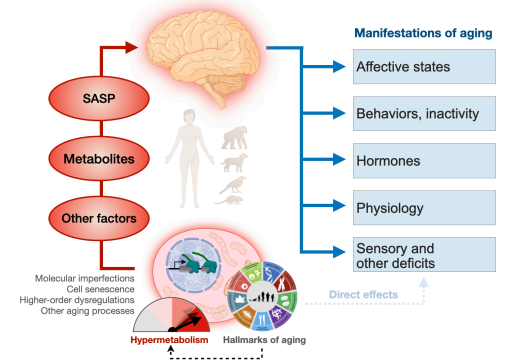 Manifestations of aging
Affective states
Behaviors, inactivity
Hormones
Physiology
Sensory and
other deficits
SASP
Metabolites
Other factors
Molecular imperfections
Cell senescence
Higher-order dysregulations
Other aging processes
Direct effects
Hypermetabolism
Hallmarks of aging